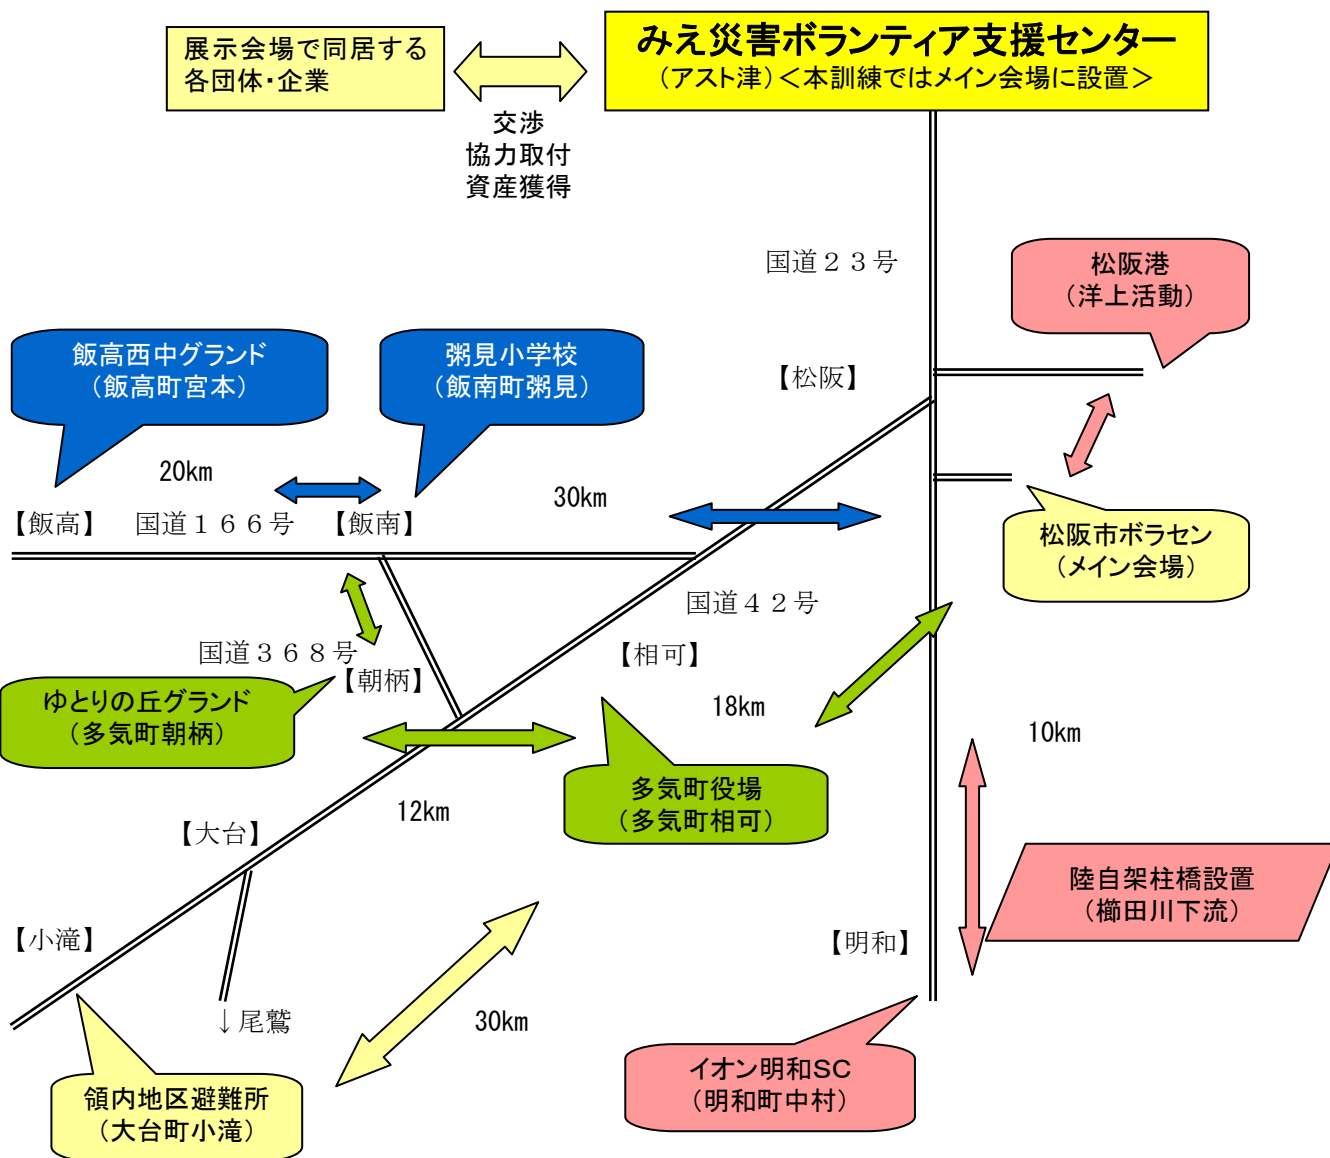 展示会場で同居する
各団体・企業
みえ災害ボランティア支援センター
（アスト津）＜本訓練ではメイン会場に設置＞
交渉
協力取付
資産獲得
国道２３号
松阪港
（洋上活動）
飯高西中グランド
（飯高町宮本）
粥見小学校
（飯南町粥見）
【松阪】
20km
30km
【飯高】
国道１６６号
【飯南】
松阪市ボラセン
（メイン会場）
国道４２号
国道３６８号
【朝柄】
【相可】
ゆとりの丘グランド
（多気町朝柄）
18km
10km
多気町役場
（多気町相可）
12km
【大台】
陸自架柱橋設置
（櫛田川下流）
【小滝】
【明和】
↓尾鷲
30km
イオン明和SC
（明和町中村）
領内地区避難所
（大台町小滝）